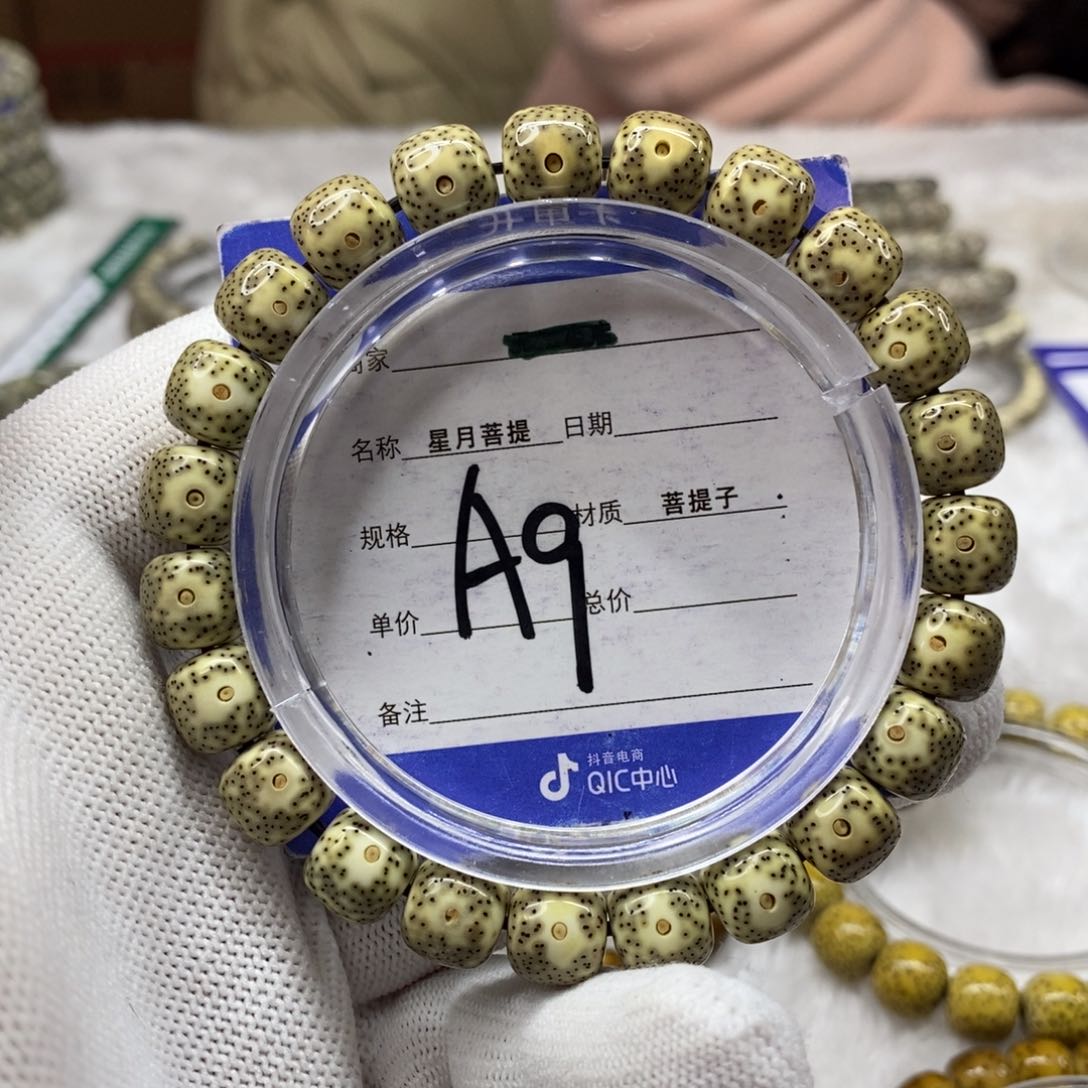 开单卡
商家
名称 星月菩提 日期
规格 材质 菩提子
A9
单价 总价
备注
抖音电商
QIC中心